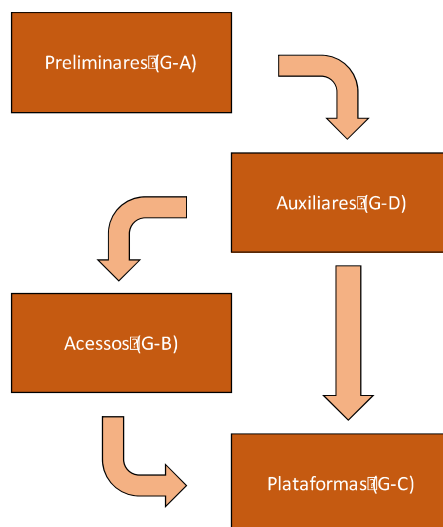 Preliminares (G-A)
Auxiliares (G-D)
Acessos (G-B)
Plataformas (G-C)